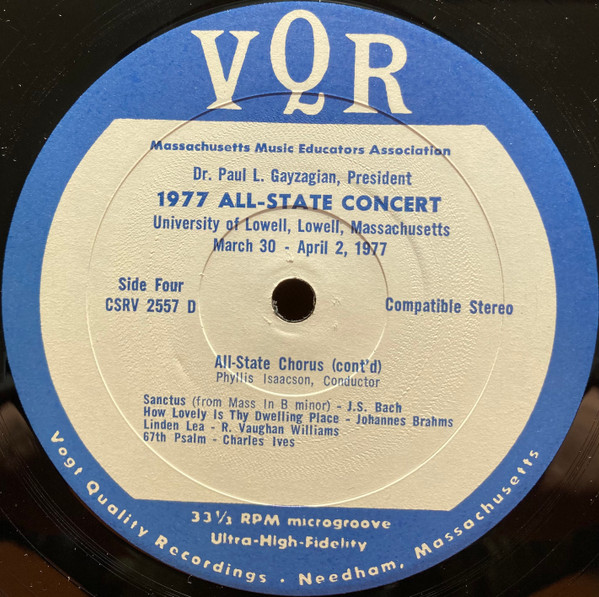 VQR
Massachusetts Music Educators Association
Dr. Paul L. Gayzagian, President
1977 ALL-STATE CONCERT
University of Lowell, Lowell, Massachusetts
March 30 - April 2, 1977
Side Four
CSRV 2557 D
Compatible Stereo
All-State Chorus (cont'd)
Phyllis Isaacson, Conductor
Sanctus (from Mass In B minor) - J.S. Bach
How Lovely Is Thy Dwelling Place - Johannes Brahms
Linden Lea - R. Vaughan Williams
67th Psalm - Charles Ives
33 1/3 RPM microgroove
Ultra-High-Fidelity
Vogt Quality Recordings · Needham, Massachusetts